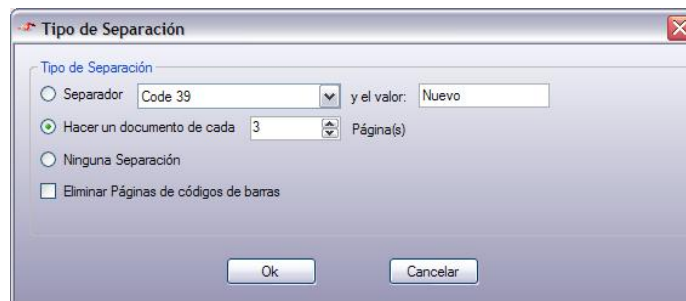 Tipo de Separación
Tipo de Separación
Separador Code 39 y el valor: Nuevo
Hacer un documento de cada 3 Página(s)
Ninguna Separación
Eliminar Páginas de códigos de barras
Ok Cancelar